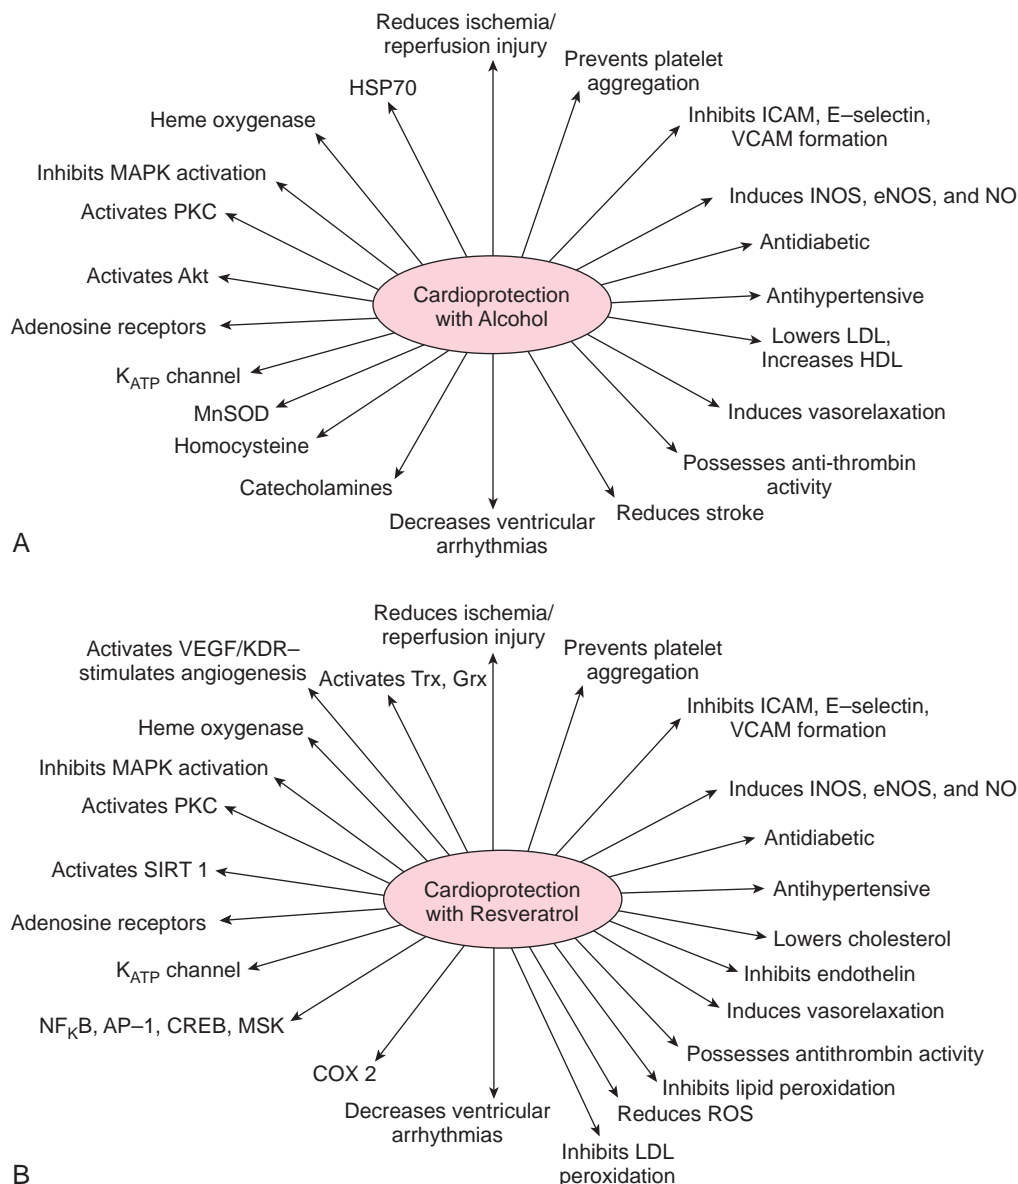 Reduces ischemia/
reperfusion injury
Prevents platelet
aggregation
HSP70
Inhibits ICAM, E–selectin,
VCAM formation
Heme oxygenase
Inhibits MAPK activation
Induces INOS, eNOS, and NO
Activates PKC
Antidiabetic
Activates Akt
Cardioprotection
with Alcohol
Antihypertensive
Adenosine receptors
Lowers LDL,
Increases HDL
KATP channel
MnSOD
Induces vasorelaxation
Homocysteine
Possesses anti-thrombin
activity
Catecholamines
Reduces stroke
Decreases ventricular
arrhythmias
A
Reduces ischemia/
reperfusion injury
Activates VEGF/KDR–
stimulates angiogenesis
Activates Trx, Grx
Prevents platelet
aggregation
Inhibits ICAM, E–selectin,
VCAM formation
Heme oxygenase
Inhibits MAPK activation
Induces INOS, eNOS, and NO
Activates PKC
Antidiabetic
Activates SIRT 1
Cardioprotection
with Resveratrol
Antihypertensive
Adenosine receptors
Lowers cholesterol
KATP channel
Inhibits endothelin
Induces vasorelaxation
NFKB, AP–1, CREB, MSK
Possesses antithrombin activity
COX 2
Inhibits lipid peroxidation
Decreases ventricular
arrhythmias
Reduces ROS
Inhibits LDL
peroxidation
B